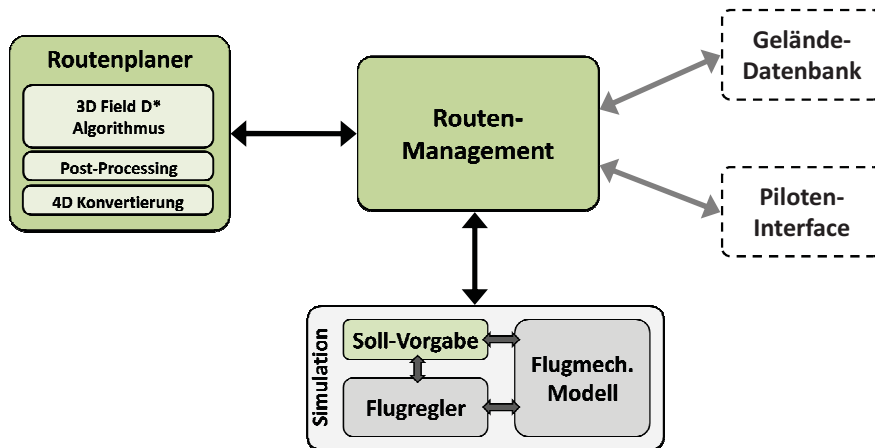 Routenplaner
3D Field D*
Algorithmus
Post-Processing
4D Konvertierung
Routen-
Management
Gelände-
Datenbank
Piloten-
Interface
Simulation
Soll-Vorgabe
Flugregler
Flugmech.
Modell